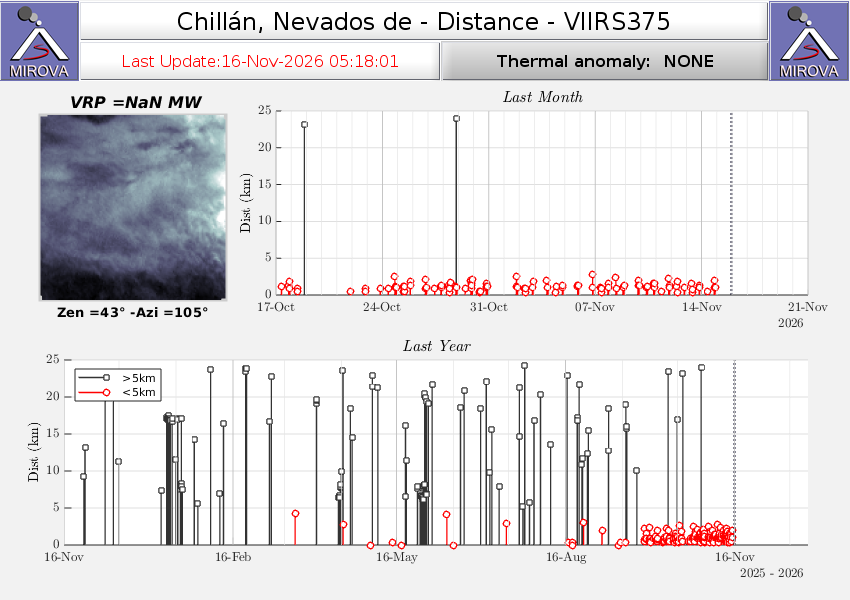 Chillán, Nevados de - Distance - VIIRS375
MIROVA
Last Update:16-Nov-2026 05:18:01
Thermal anomaly: NONE
MIROVA
VRP =NaN MW
Zen =43° -Azi =105°
Last Month
Dist (km)
25
20
15
10
5
0
17-Oct
24-Oct
31-Oct
07-Nov
14-Nov
21-Nov
2026
Last Year
Dist (km)
25
20
15
10
5
0
>5km
<5km
16-Nov
16-Feb
16-May
16-Aug
16-Nov
2025 - 2026